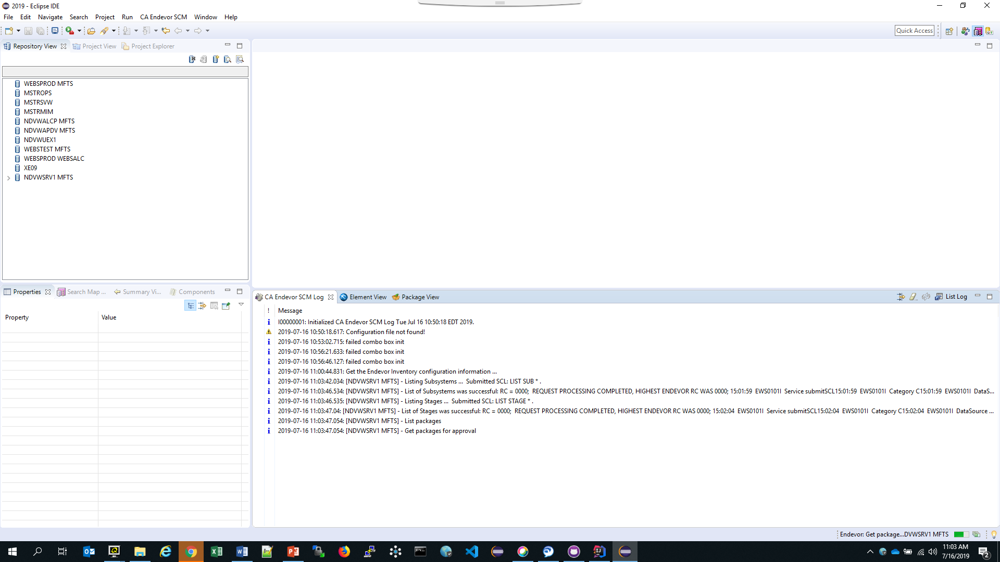 2019 - Eclipse IDE
File Edit Navigate Search Project Run CA Endevor SCM Window Help
Quick Access
Repository View Project View Project Explorer
WEBSPROD MFTS
MSTROPS
MSTRSVW
MSTRMIM
NDVWALCP MFTS
NDVWAPDV MFTS
NDVWUEX1
WEBSTEST MFTS
WEBSPROD WEBSALC
XE09
NDVWSRV1 MFTS
Properties Search Map ... Summary Vi... Components
Property Value
CA Endevor SCM Log Element View Package View List Log
! Message
I00000001: Initialized CA Endevor SCM Log Tue Jul 16 10:50:18 EDT 2019.
2019-07-16 10:50:18.617: Configuration file not found!
2019-07-16 10:53:02.715: failed combo box init
2019-07-16 10:56:21.633: failed combo box init
2019-07-16 10:56:46.127: failed combo box init
2019-07-16 11:00:44.831: Get the Endevor Inventory configuration information ...
2019-07-16 11:03:42.034: [NDVWSRV1 MFTS] - Listing Subsystems ... Submitted SCL: LIST SUB * .
2019-07-16 11:03:46.534: [NDVWSRV1 MFTS] - List of Subsystems was successful: RC = 0000; REQUEST PROCESSING COMPLETED, HIGHEST ENDEVOR RC WAS 0000; 15:01:59 EWS0101I Service submitSCL15:01:59 EWS0101I Category C15:01:59 EWS0101I DataS...
2019-07-16 11:03:46.535: [NDVWSRV1 MFTS] - Listing Stages ... Submitted SCL: LIST STAGE * .
2019-07-16 11:03:47.04: [NDVWSRV1 MFTS] - List of Stages was successful: RC = 0000; REQUEST PROCESSING COMPLETED, HIGHEST ENDEVOR RC WAS 0000; 15:02:04 EWS0101I Service submitSCL15:02:04 EWS0101I Category C15:02:04 EWS0101I DataSource ...
2019-07-16 11:03:47.054: [NDVWSRV1 MFTS] - List packages
2019-07-16 11:03:47.054: [NDVWSRV1 MFTS] - Get packages for approval
Endevor: Get package...DVWSRV1 MFTS
11:03 AM
7/16/2019
2